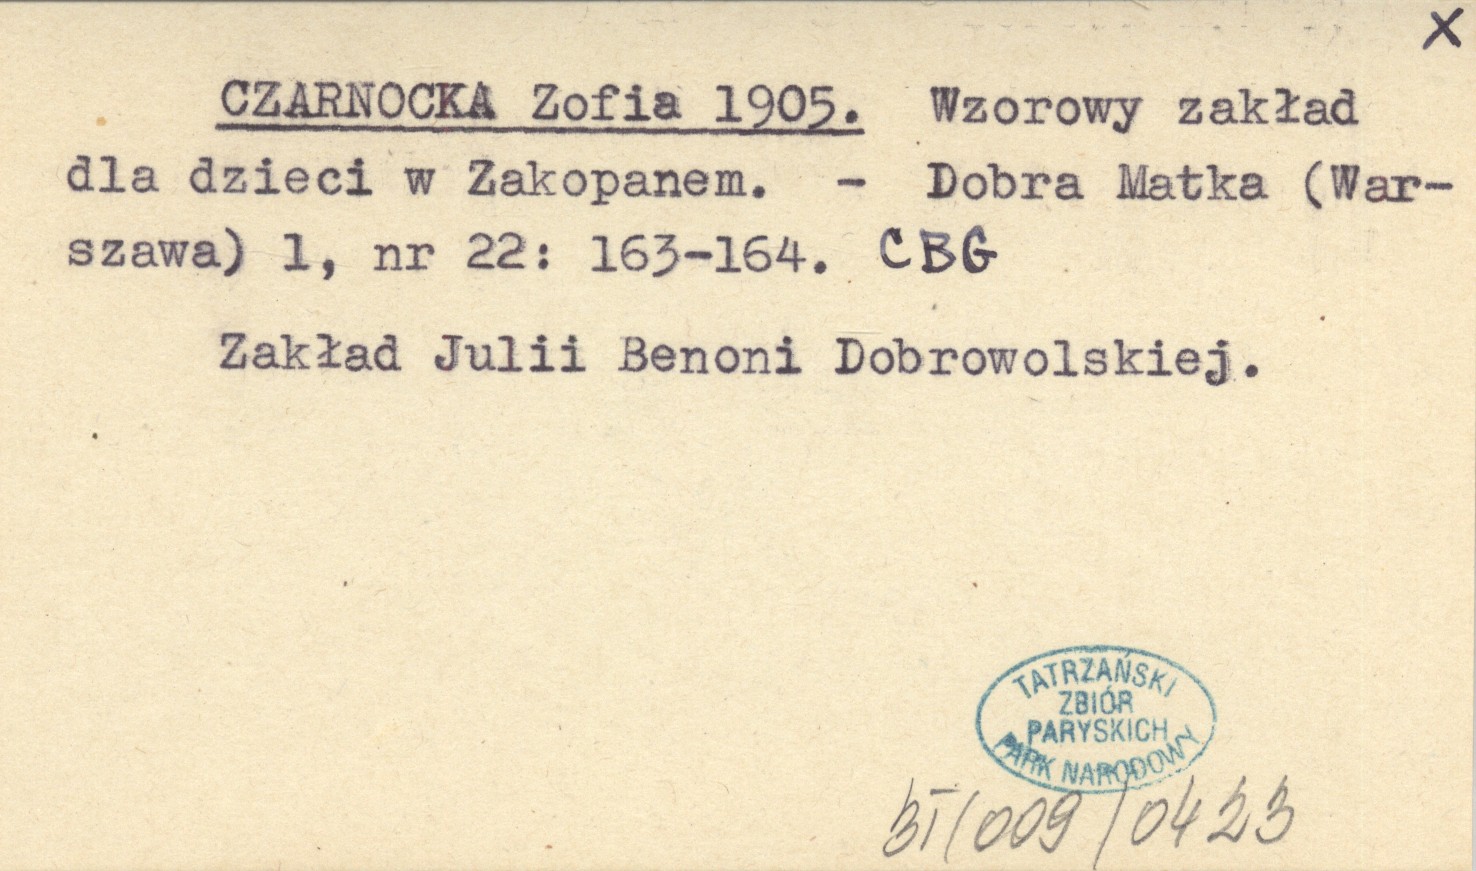 x
CZARNOCKA Zofia 1905. Wzorowy zakład
dla dzieci w Zakopanem. - Dobra Matka (War-
szawa) 1, nr 22: 163-164. CBG
Zakład Julii Benoni Dobrowolskiej.
TATRZAŃSKI
ZBIÓR
PARYSKICH
PARK NARODOWY
BI/009/0423